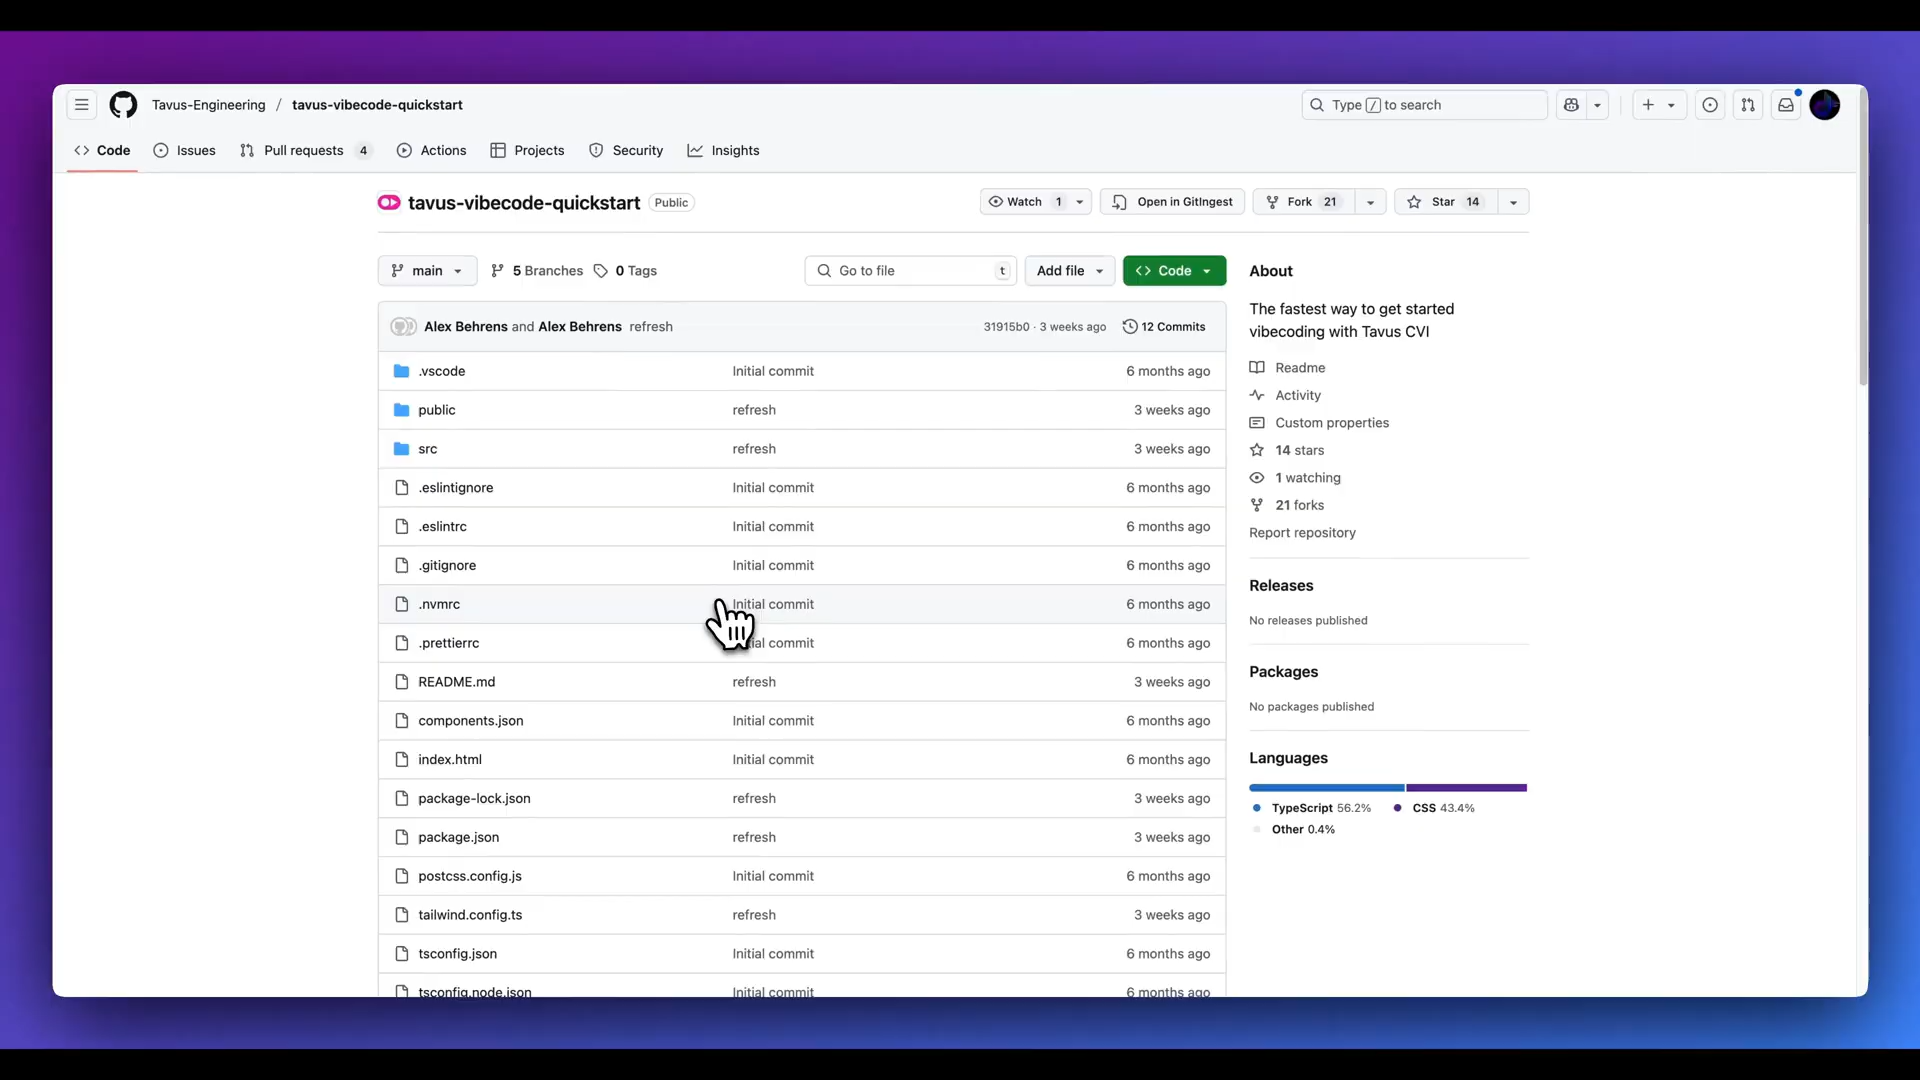 Tavus-Engineering / tavus-vibecode-quickstart
Type / to search
Code Issues Pull requests 4 Actions Projects Security Insights
tavus-vibecode-quickstart Public
Watch 1 Open in GitIngest Fork 21 Star 14
main 5 Branches 0 Tags Go to file t Add file Code
Alex Behrens and Alex Behrens refresh 31915b0 · 3 weeks ago 12 Commits
.vscode Initial commit 6 months ago
public refresh 3 weeks ago
src refresh 3 weeks ago
.eslintignore Initial commit 6 months ago
.eslintrc Initial commit 6 months ago
.gitignore Initial commit 6 months ago
.nvmrc Initial commit 6 months ago
.prettierrc commit 6 months ago
README.md refresh 3 weeks ago
components.json Initial commit 6 months ago
index.html Initial commit 6 months ago
package-lock.json refresh 3 weeks ago
package.json refresh 3 weeks ago
postcss.config.js Initial commit 6 months ago
tailwind.config.ts refresh 3 weeks ago
tsconfig.json Initial commit 6 months ago
tsconfig.node.json Initial commit 6 months ago
About
The fastest way to get started
vibecoding with Tavus CVI
Readme
Activity
Custom properties
14 stars
1 watching
21 forks
Report repository
Releases
No releases published
Packages
No packages published
Languages
TypeScript 56.2% CSS 43.4%
Other 0.4%